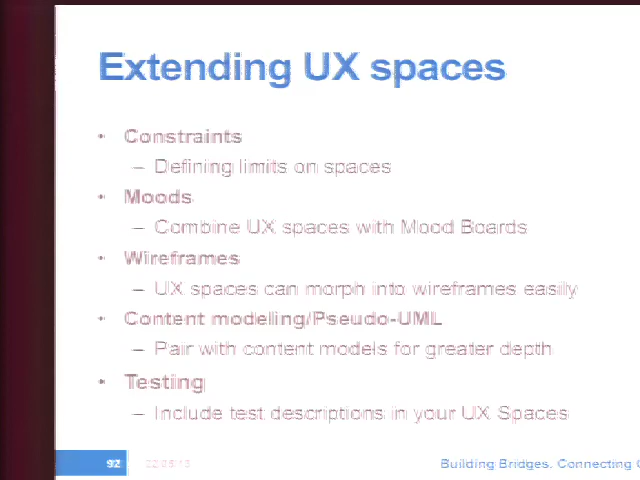 Extending UX spaces
• Constraints
– Defining limits on spaces
• Moods
– Combine UX spaces with Mood Boards
• Wireframes
– UX spaces can morph into wireframes easily
• Content modeling/Pseudo-UML
– Pair with content models for greater depth
• Testing
– Include test descriptions in your UX Spaces
92
Building Bridges. Connecting